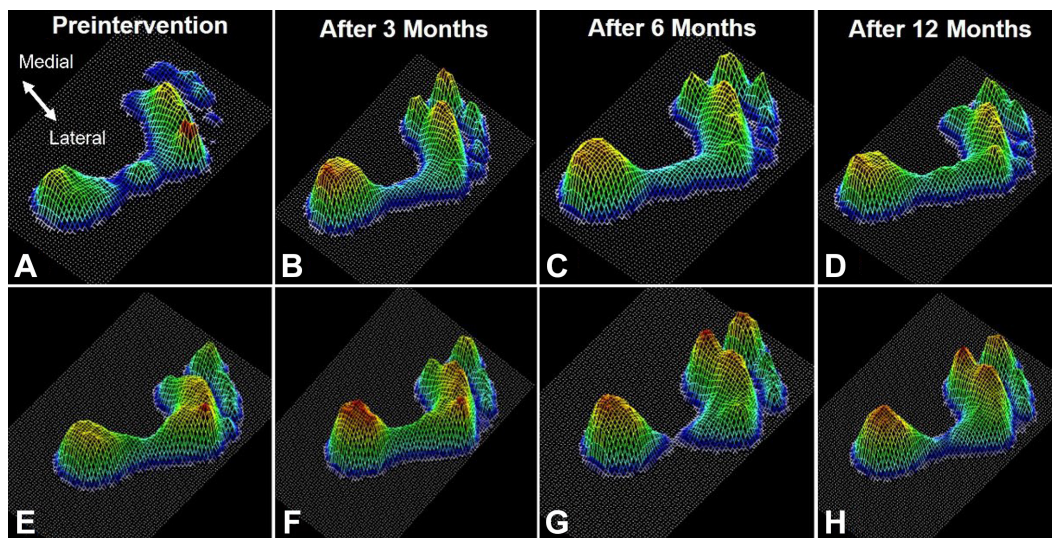 Preintervention
After 3 Months
After 6 Months
After 12 Months
Medial
Lateral
A
B
C
D
E
F
G
H